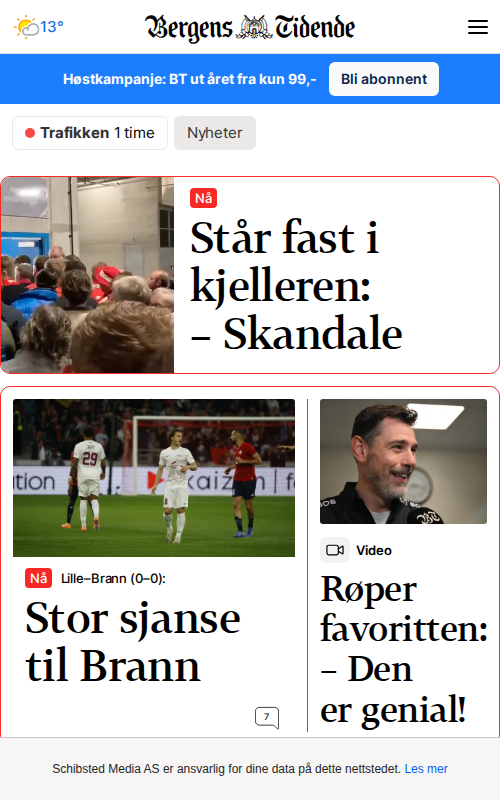 13°
Bergens Tidende
Høstkampanje: BT ut året fra kun 99,-
Bli abonnent
Trafikken 1 time
Nyheter
Nå
Står fast i
kjelleren:
– Skandale
29
kaizen
Nå Lille–Brann (0–0):
Stor sjanse
til Brann
7
Video
Røper
favoritten:
– Den
er genial!
Schibsted Media AS er ansvarlig for dine data på dette nettstedet. Les mer